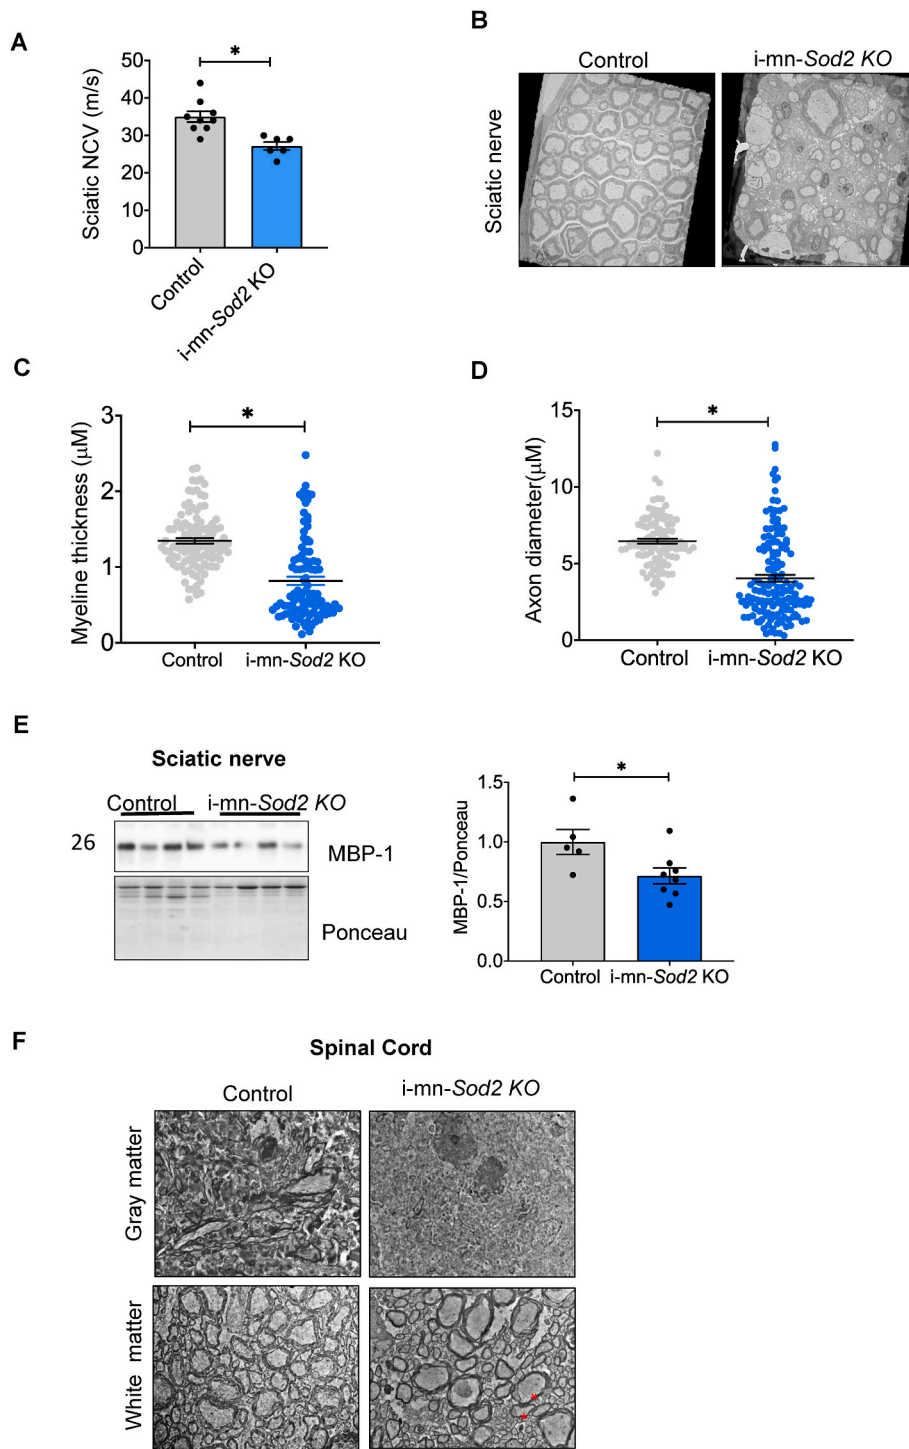 A
*
Sciatic NCV (m/s)
50
40
30
20
10
0
Control
i-mn-Sod2 KO
B
Control
i-mn-Sod2 KO
Sciatic nerve
C
*
Myeline thickness (µM)
3
2
1
0
Control
i-mn-Sod2 KO
D
*
Axon diameter(µM)
15
10
5
0
Control
i-mn-Sod2 KO
E
Sciatic nerve
Control
i-mn-Sod2 KO
26
MBP-1
Ponceau
*
MBP-1/Ponceau
1.5
1.0
0.5
0.0
Control
i-mn-Sod2 KO
F
Spinal Cord
Control
i-mn-Sod2 KO
Gray matter
White matter
*
*